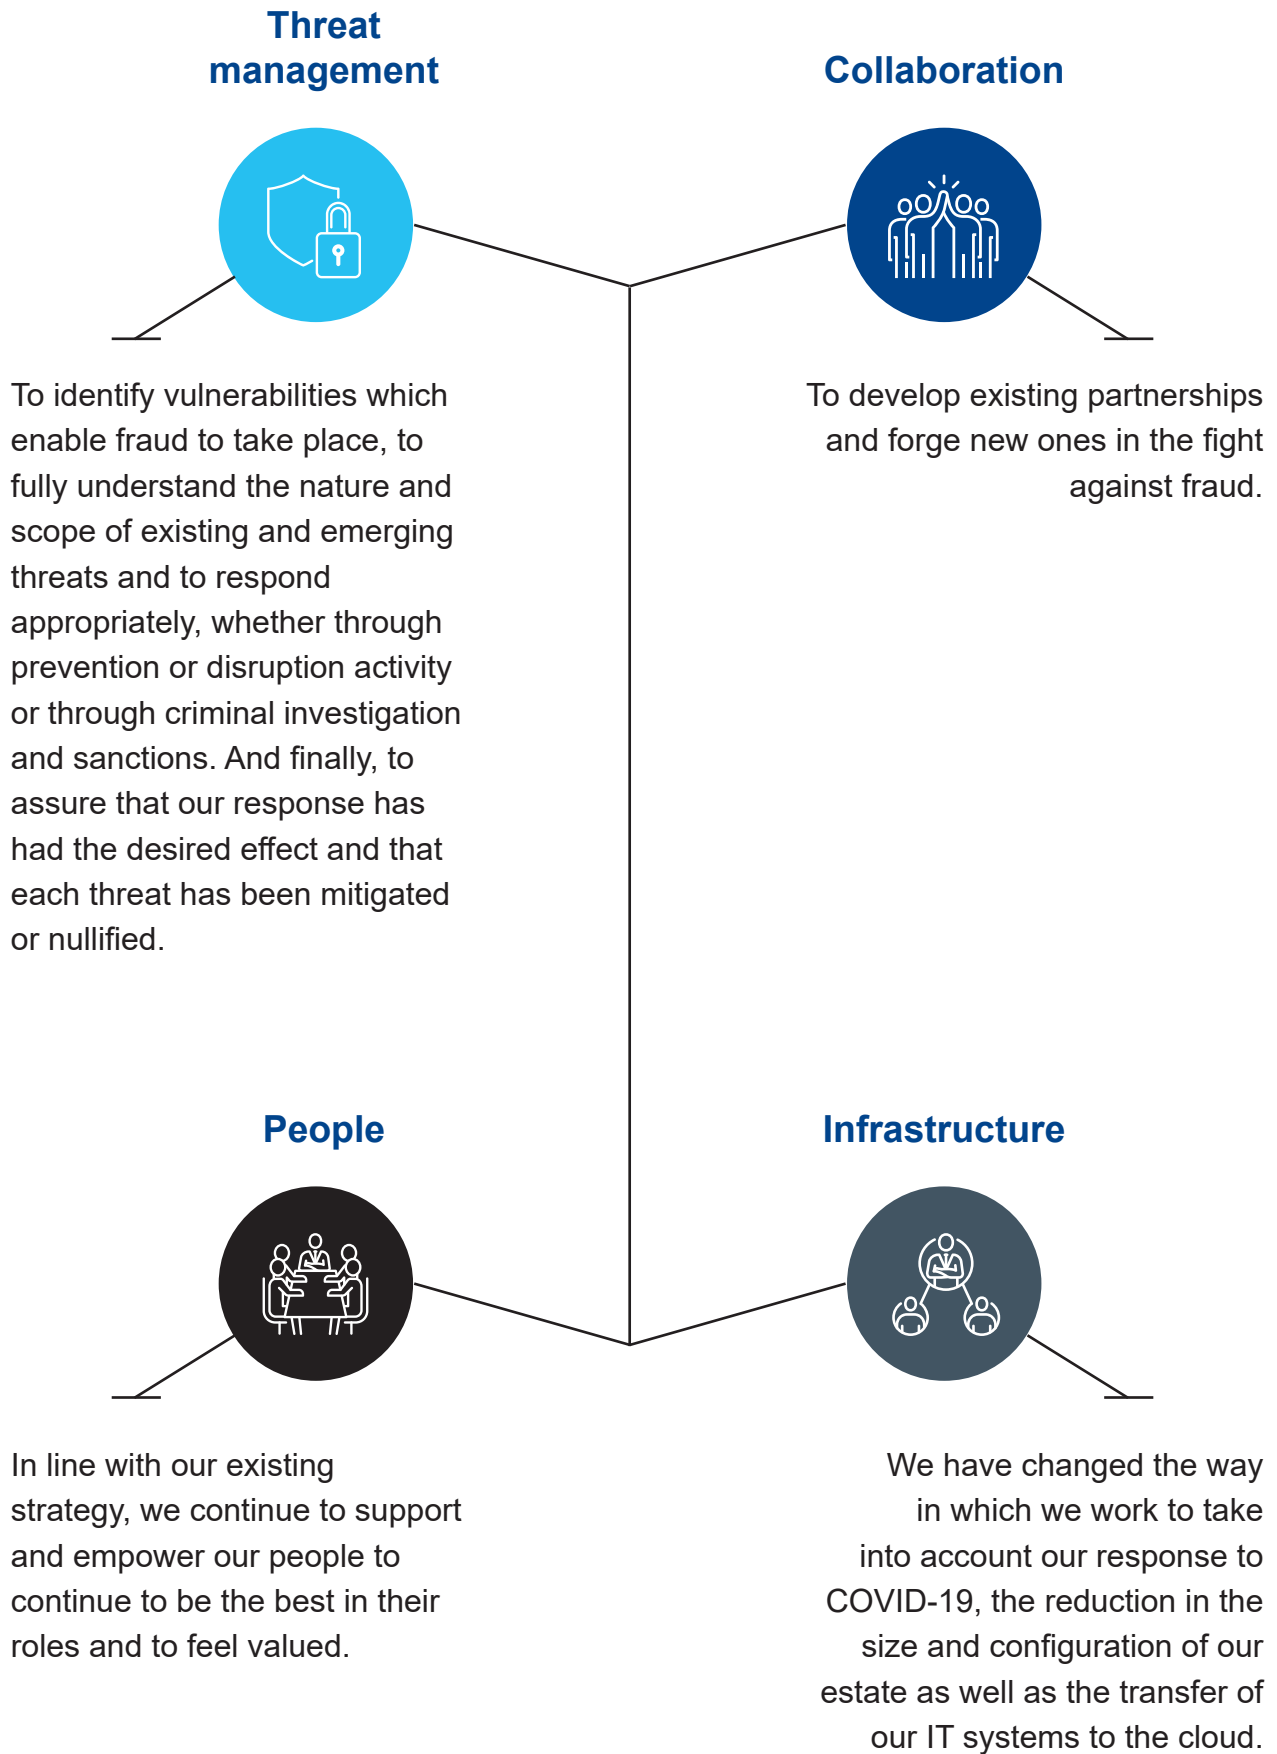 Threat
management
To identify vulnerabilities which
enable fraud to take place, to
fully understand the nature and
scope of existing and emerging
threats and to respond
appropriately, whether through
prevention or disruption activity
or through criminal investigation
and sanctions. And finally, to
assure that our response has
had the desired effect and that
each threat has been mitigated
or nullified.
Collaboration
To develop existing partnerships
and forge new ones in the fight
against fraud.
People
In line with our existing
strategy, we continue to support
and empower our people to
continue to be the best in their
roles and to feel valued.
Infrastructure
We have changed the way
in which we work to take
into account our response to
COVID-19, the reduction in the
size and configuration of our
estate as well as the transfer of
our IT systems to the cloud.